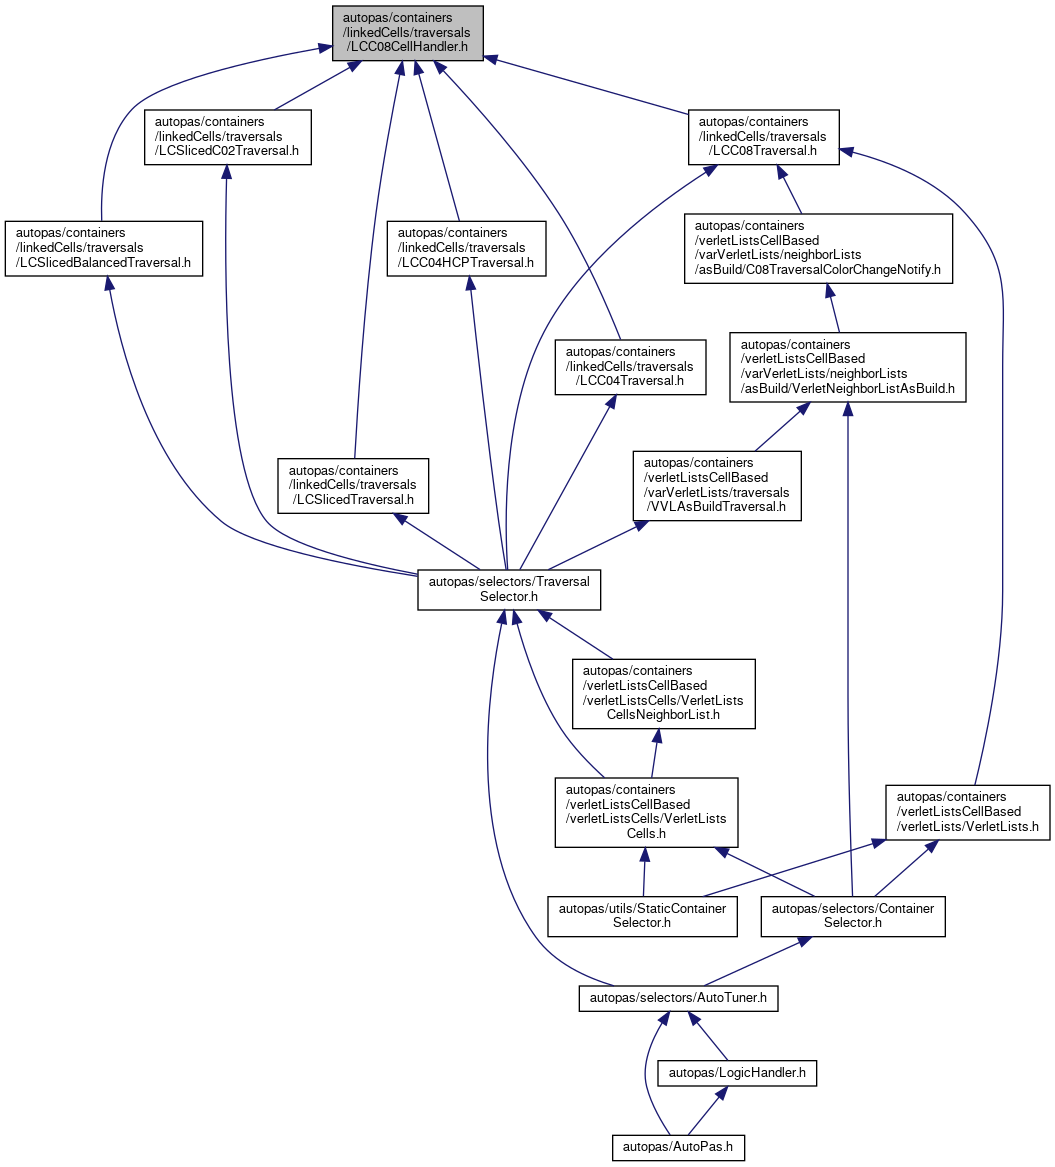 autopas/containers
/linkedCells/traversals
/LCC08CellHandler.h
autopas/containers
/linkedCells/traversals
/LCSlicedC02Traversal.h
autopas/containers
/linkedCells/traversals
/LCC08Traversal.h
autopas/containers
/linkedCells/traversals
/LCSlicedBalancedTraversal.h
autopas/containers
/linkedCells/traversals
/LCC04HCPTraversal.h
autopas/containers
/verletListsCellBased
/varVerletLists/neighborLists
/asBuild/C08TraversalColorChangeNotify.h
autopas/containers
/linkedCells/traversals
/LCC04Traversal.h
autopas/containers
/verletListsCellBased
/varVerletLists/neighborLists
/asBuild/VerletNeighborListAsBuild.h
autopas/containers
/linkedCells/traversals
/LCSlicedTraversal.h
autopas/containers
/verletListsCellBased
/varVerletLists/traversals
/VVLAsBuildTraversal.h
autopas/selectors/Traversal
Selector.h
autopas/containers
/verletListsCellBased
/verletListsCells/VerletLists
CellsNeighborList.h
autopas/containers
/verletListsCellBased
/verletListsCells/VerletLists
Cells.h
autopas/containers
/verletListsCellBased
/verletLists/VerletLists.h
autopas/utils/StaticContainer
Selector.h
autopas/selectors/Container
Selector.h
autopas/selectors/AutoTuner.h
autopas/LogicHandler.h
autopas/AutoPas.h